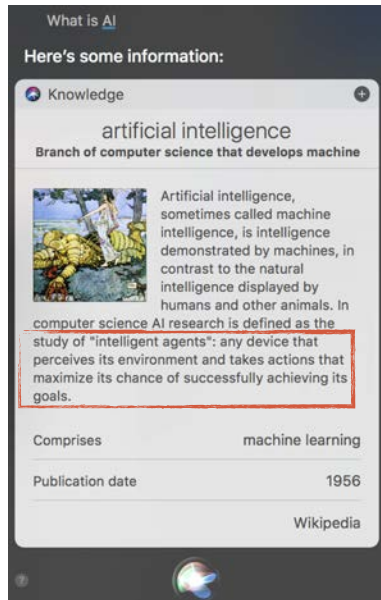 What is AI
Here's some information:
Knowledge
artificial intelligence
Branch of computer science that develops machine
Artificial intelligence,
sometimes called machine
intelligence, is intelligence
demonstrated by machines, in
contrast to the natural
intelligence displayed by
humans and other animals. In
computer science AI research is defined as the
study of "intelligent agents": any device that
perceives its environment and takes actions that
maximize its chance of successfully achieving its
goals.
Comprises machine learning
Publication date 1956
Wikipedia
?